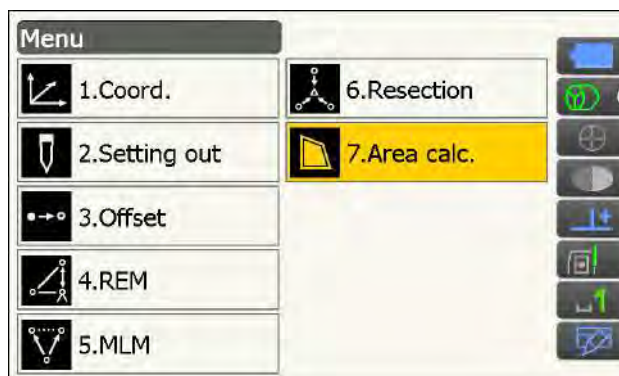 Menu
1.Coord.
2.Setting out
3.Offset
4.REM
5.MLM
6.Resection
7.Area calc.